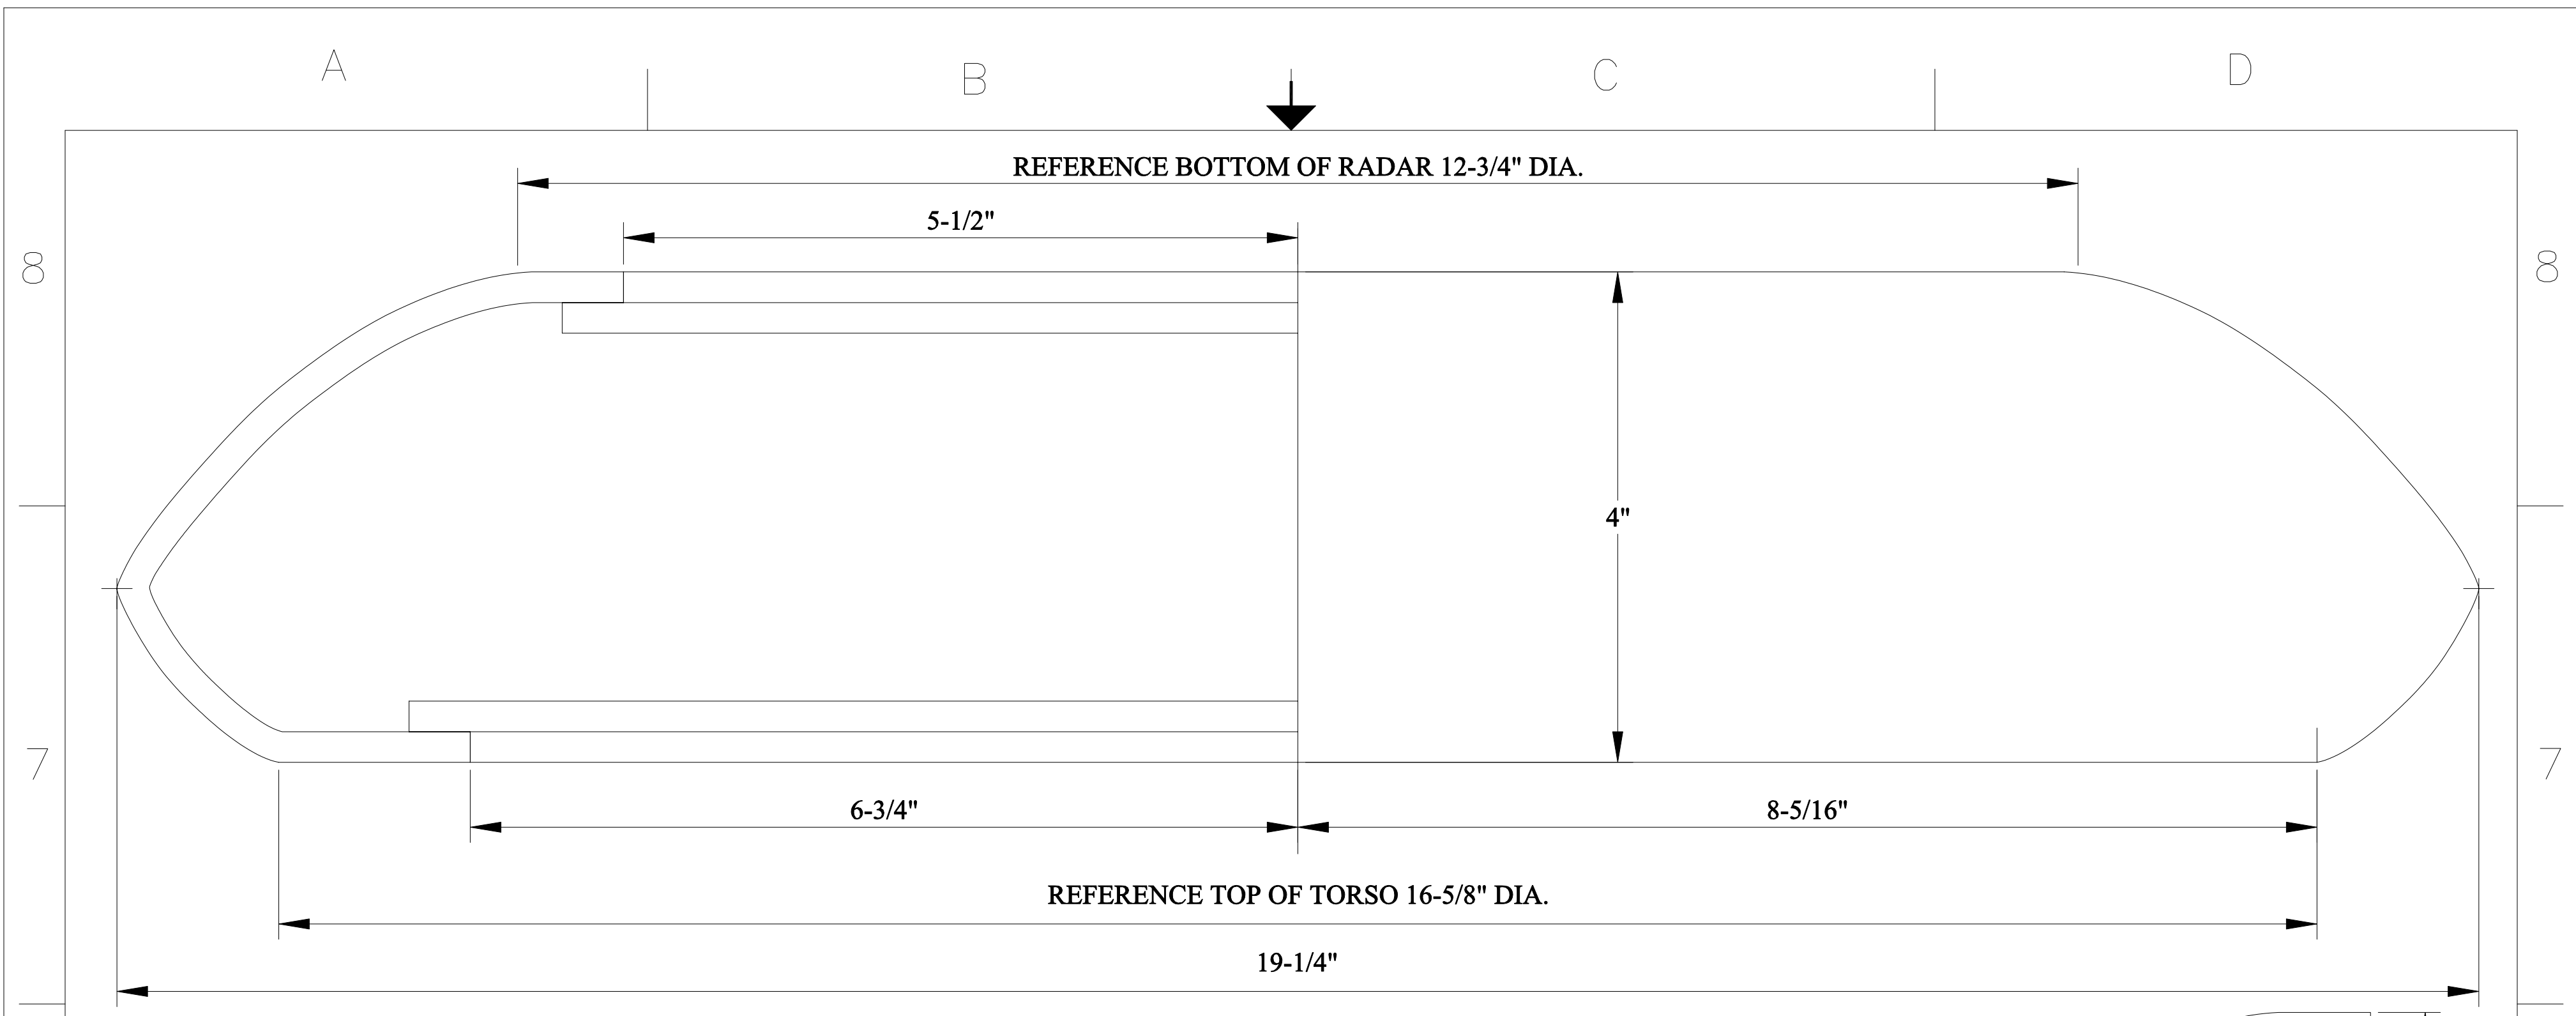 A B C D
REFERENCE BOTTOM OF RADAR 12-3/4" DIA.
5-1/2"
8 8
4"
7 7
6-3/4" 8-5/16"
REFERENCE TOP OF TORSO 16-5/8" DIA.
19-1/4"